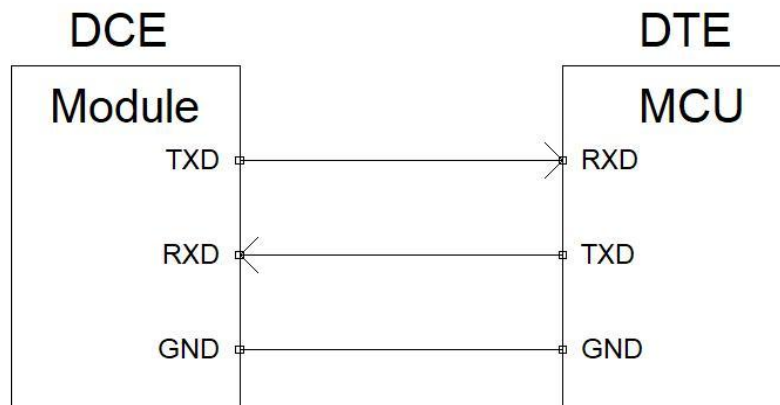 DCE DTE
Module MCU
TXD RXD
RXD TXD
GND GND